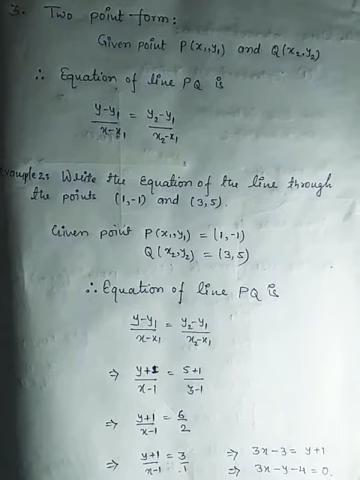 3. Two point form:
Given point P(x₁,y₁) and Q(x₂,y₂)
∴ Equation of line PQ is
(y-y₁)/(x-x₁) = (y₂-y₁)/(x₂-x₁)
Example 2: Write the Equation of the line through
the points (1,-1) and (3,5).
Given point P(x₁,y₁) = (1,-1)
Q(x₂,y₂) = (3,5)
∴ Equation of line PQ is
(y-y₁)/(x-x₁) = (y₂-y₁)/(x₂-x₁)
⇒ (y+1)/(x-1) = (5+1)/(3-1)
⇒ (y+1)/(x-1) = 6/2
⇒ (y+1)/(x-1) = 3/1 ⇒ 3x-3 = y+1
⇒ 3x-y-4=0.